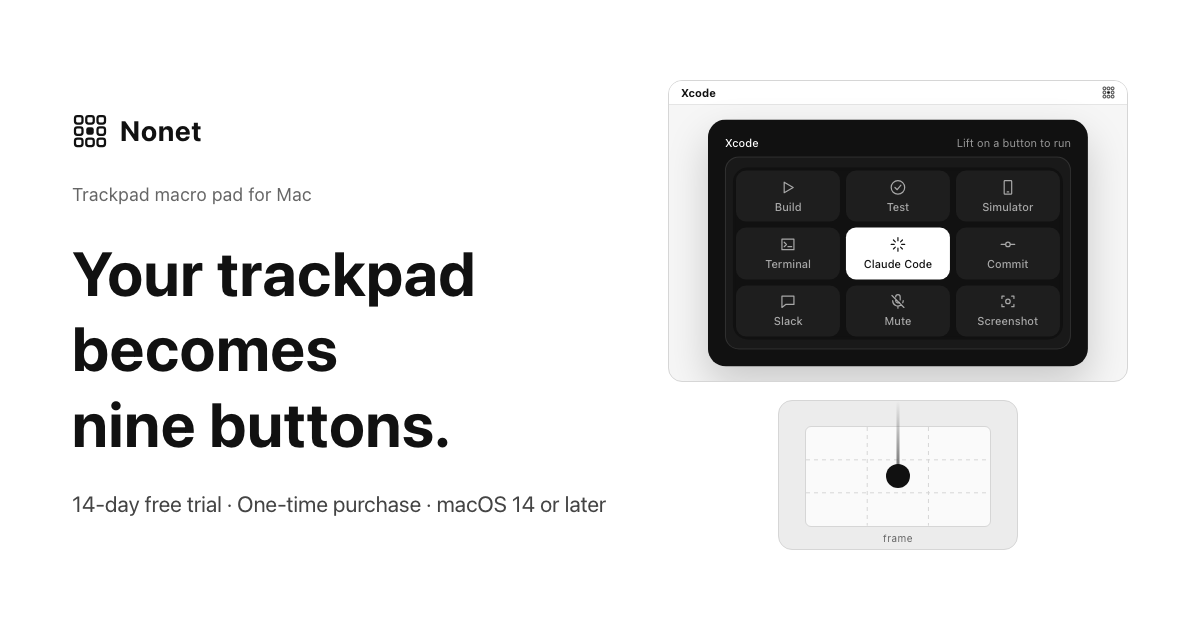 Nonet
Trackpad macro pad for Mac
Your trackpad
becomes
nine buttons.
14-day free trial · One-time purchase · macOS 14 or later
Xcode
Xcode
Lift on a button to run
Build
Test
Simulator
Terminal
Claude Code
Commit
Slack
Mute
Screenshot
frame